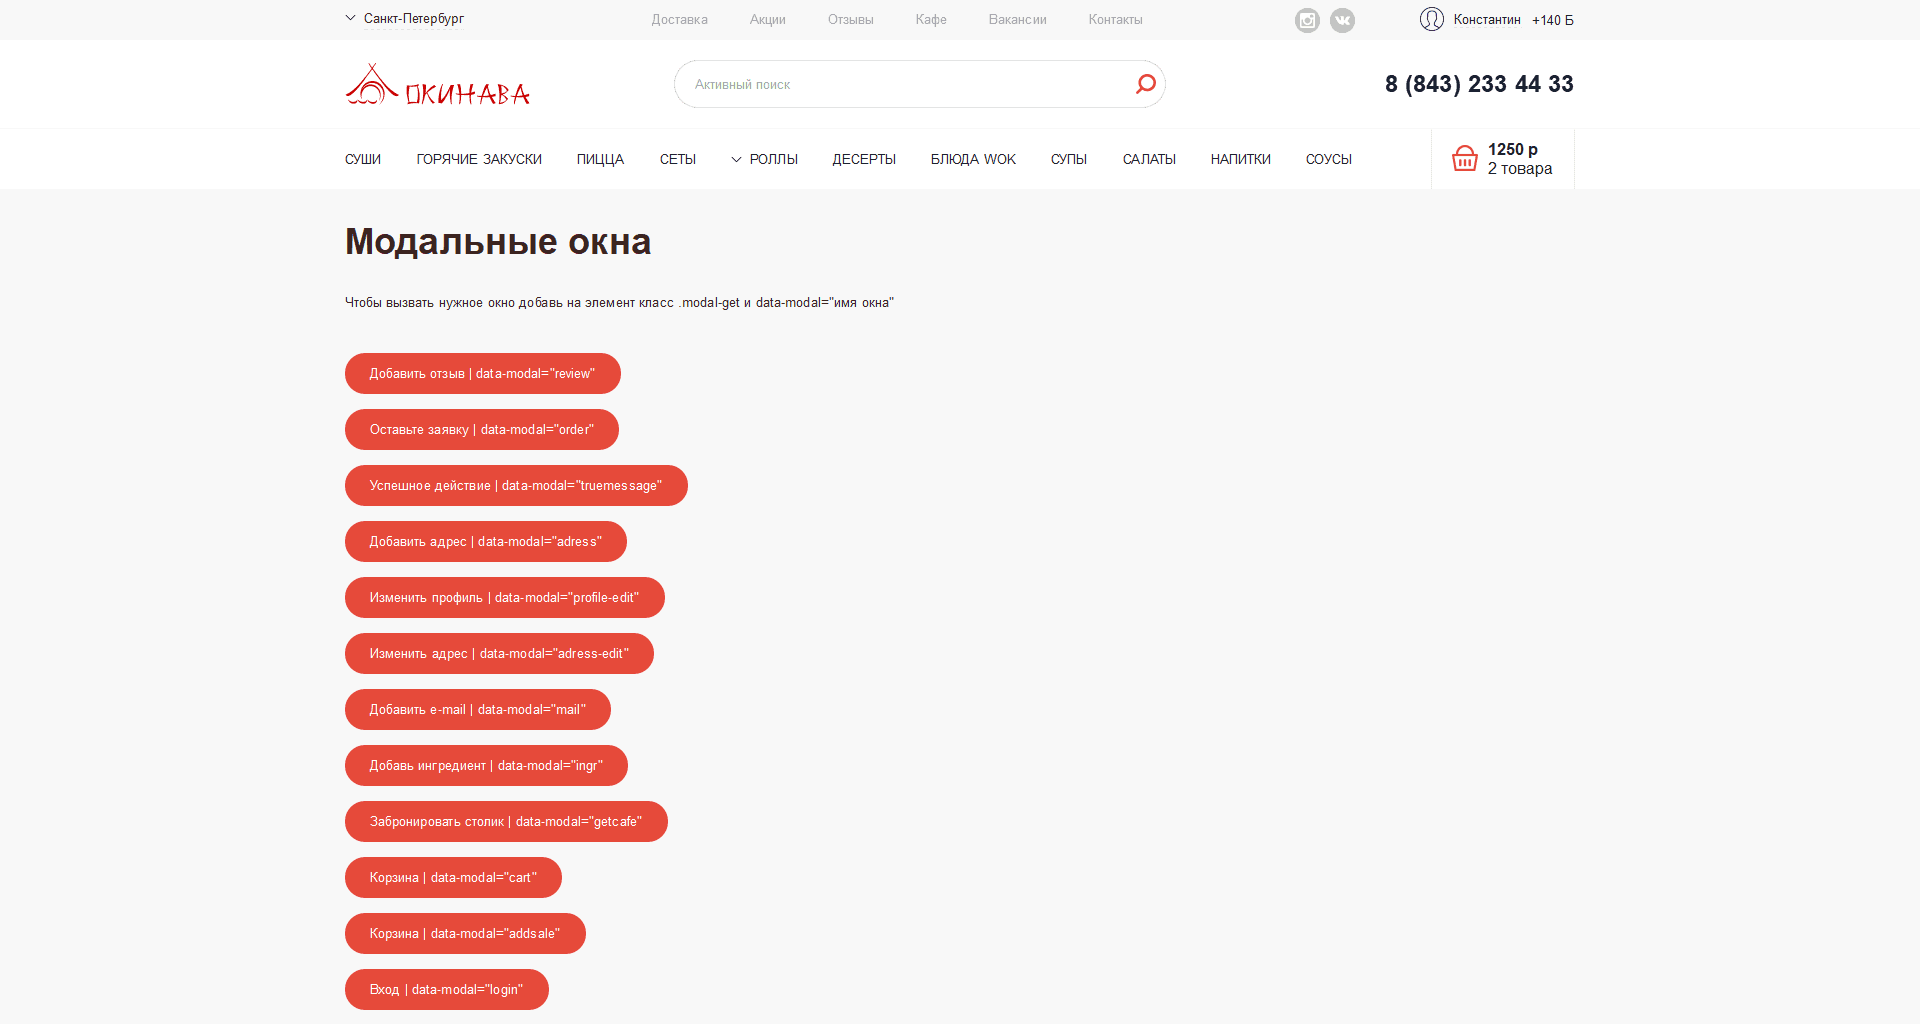 Санкт-Петербург
Доставка Акции Отзывы Кафе Вакансии Контакты
Константин +140 Б
ОКИНАВА
Активный поиск
8 (843) 233 44 33
СУШИ ГОРЯЧИЕ ЗАКУСКИ ПИЦЦА СЕТЫ РОЛЛЫ ДЕСЕРТЫ БЛЮДА WOK СУПЫ САЛАТЫ НАПИТКИ СОУСЫ
1250 р
2 товара
Модальные окна
Чтобы вызвать нужное окно добавь на элемент класс .modal-get и data-modal="имя окна"
Добавить отзыв | data-modal="review"
Оставьте заявку | data-modal="order"
Успешное действие | data-modal="truemessage"
Добавить адрес | data-modal="adress"
Изменить профиль | data-modal="profile-edit"
Изменить адрес | data-modal="adress-edit"
Добавить e-mail | data-modal="mail"
Добавь ингредиент | data-modal="ingr"
Забронировать столик | data-modal="getcafe"
Корзина | data-modal="cart"
Корзина | data-modal="addsale"
Вход | data-modal="login"